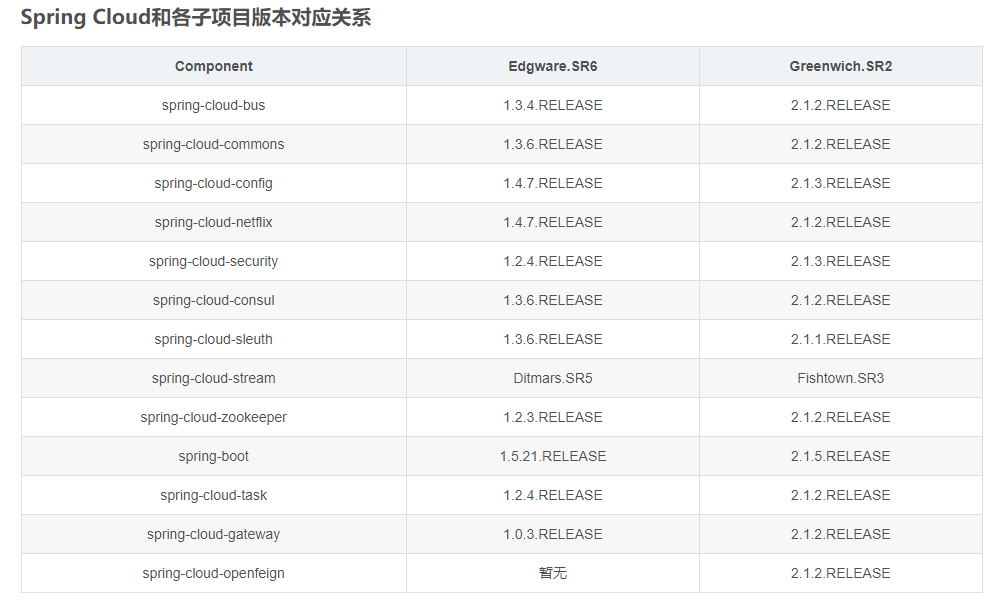 Spring Cloud和各子项目版本对应关系
Component Edgware.SR6 Greenwich.SR2
spring-cloud-bus 1.3.4.RELEASE 2.1.2.RELEASE
spring-cloud-commons 1.3.6.RELEASE 2.1.2.RELEASE
spring-cloud-config 1.4.7.RELEASE 2.1.3.RELEASE
spring-cloud-netflix 1.4.7.RELEASE 2.1.2.RELEASE
spring-cloud-security 1.2.4.RELEASE 2.1.3.RELEASE
spring-cloud-consul 1.3.6.RELEASE 2.1.2.RELEASE
spring-cloud-sleuth 1.3.6.RELEASE 2.1.1.RELEASE
spring-cloud-stream Ditmars.SR5 Fishtown.SR3
spring-cloud-zookeeper 1.2.3.RELEASE 2.1.2.RELEASE
spring-boot 1.5.21.RELEASE 2.1.5.RELEASE
spring-cloud-task 1.2.4.RELEASE 2.1.2.RELEASE
spring-cloud-gateway 1.0.3.RELEASE 2.1.2.RELEASE
spring-cloud-openfeign 暂无 2.1.2.RELEASE